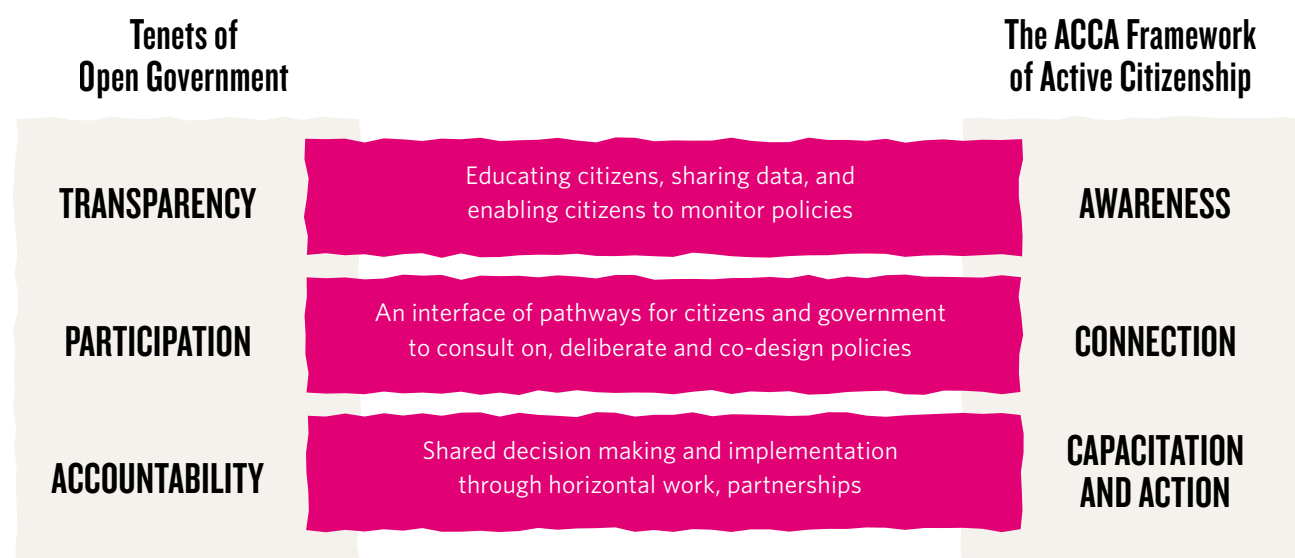 Tenets of
Open Government
The ACCA Framework
of Active Citizenship
TRANSPARENCY
Educating citizens, sharing data, and
enabling citizens to monitor policies
AWARENESS
PARTICIPATION
An interface of pathways for citizens and government
to consult on, deliberate and co-design policies
CONNECTION
ACCOUNTABILITY
Shared decision making and implementation
through horizontal work, partnerships
CAPACITATION
AND ACTION